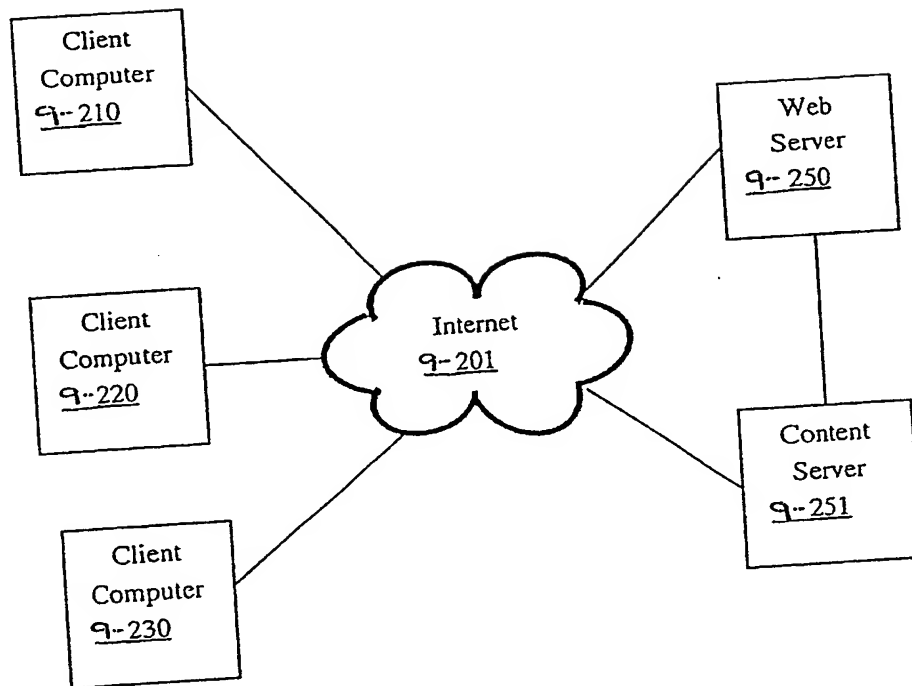 Client
Computer
9--210
Client
Computer
9--220
Client
Computer
9--230
Internet
9-201
Web
Server
9--250
Content
Server
9--251